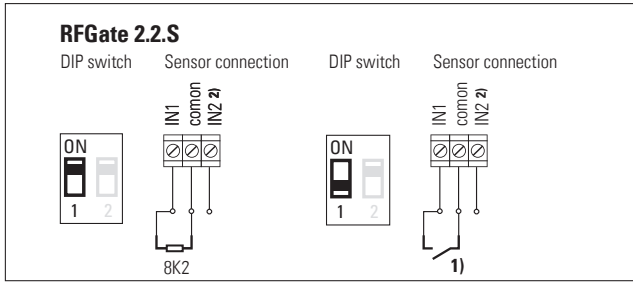 RFGate 2.2.S
DIP switch Sensor connection DIP switch Sensor connection
IN1 comon IN2 2) IN1 comon IN2 2)
ON ON
1 2 1 2
8K2 1)